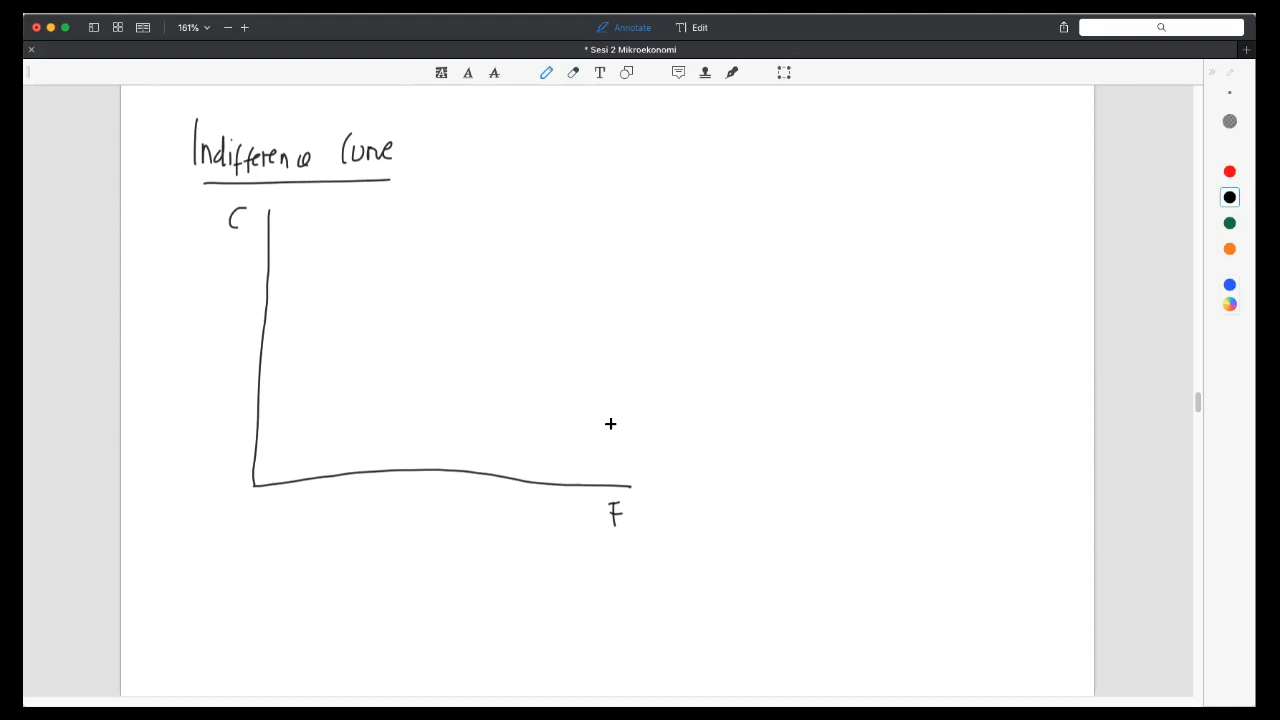 161%
Annotate
T Edit
* Sesi 2 Mikroekonomi
A A A T
Indifference Curve
C
F